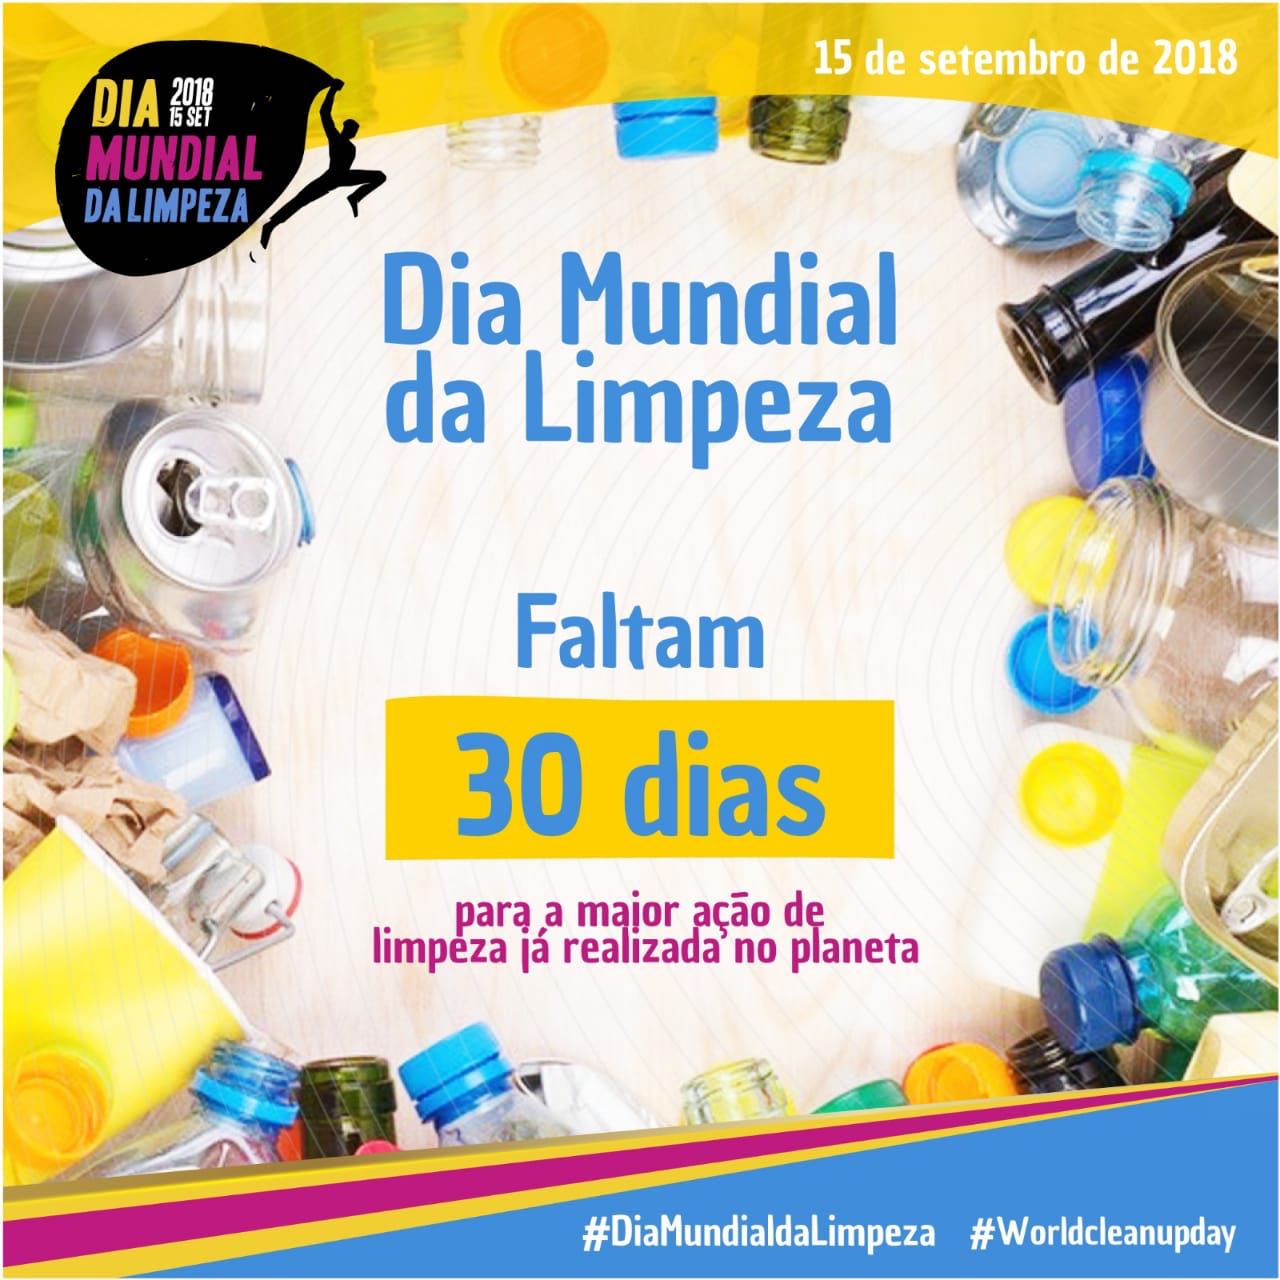 15 de setembro de 2018
DIA 2018
15 SET
MUNDIAL
DA LIMPEZA
Dia Mundial
da Limpeza
Faltam
30 dias
para a maior ação de
limpeza já realizada no planeta
#DiaMundialdaLimpeza #Worldcleanupday